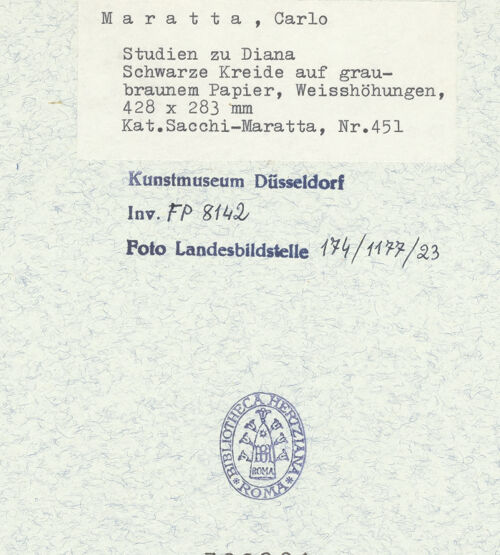 M a r a t t a , Carlo
Studien zu Diana
Schwarze Kreide auf grau-
braunem Papier, Weisshöhungen,
428 x 283 mm
Kat.Sacchi-Maratta, Nr.451
Kunstmuseum Düsseldorf
Inv. FP 8142
Foto Landesbildstelle 174/1177/23
BIBLIOTHECA HERTZIANA
ROMA
* ROMA *